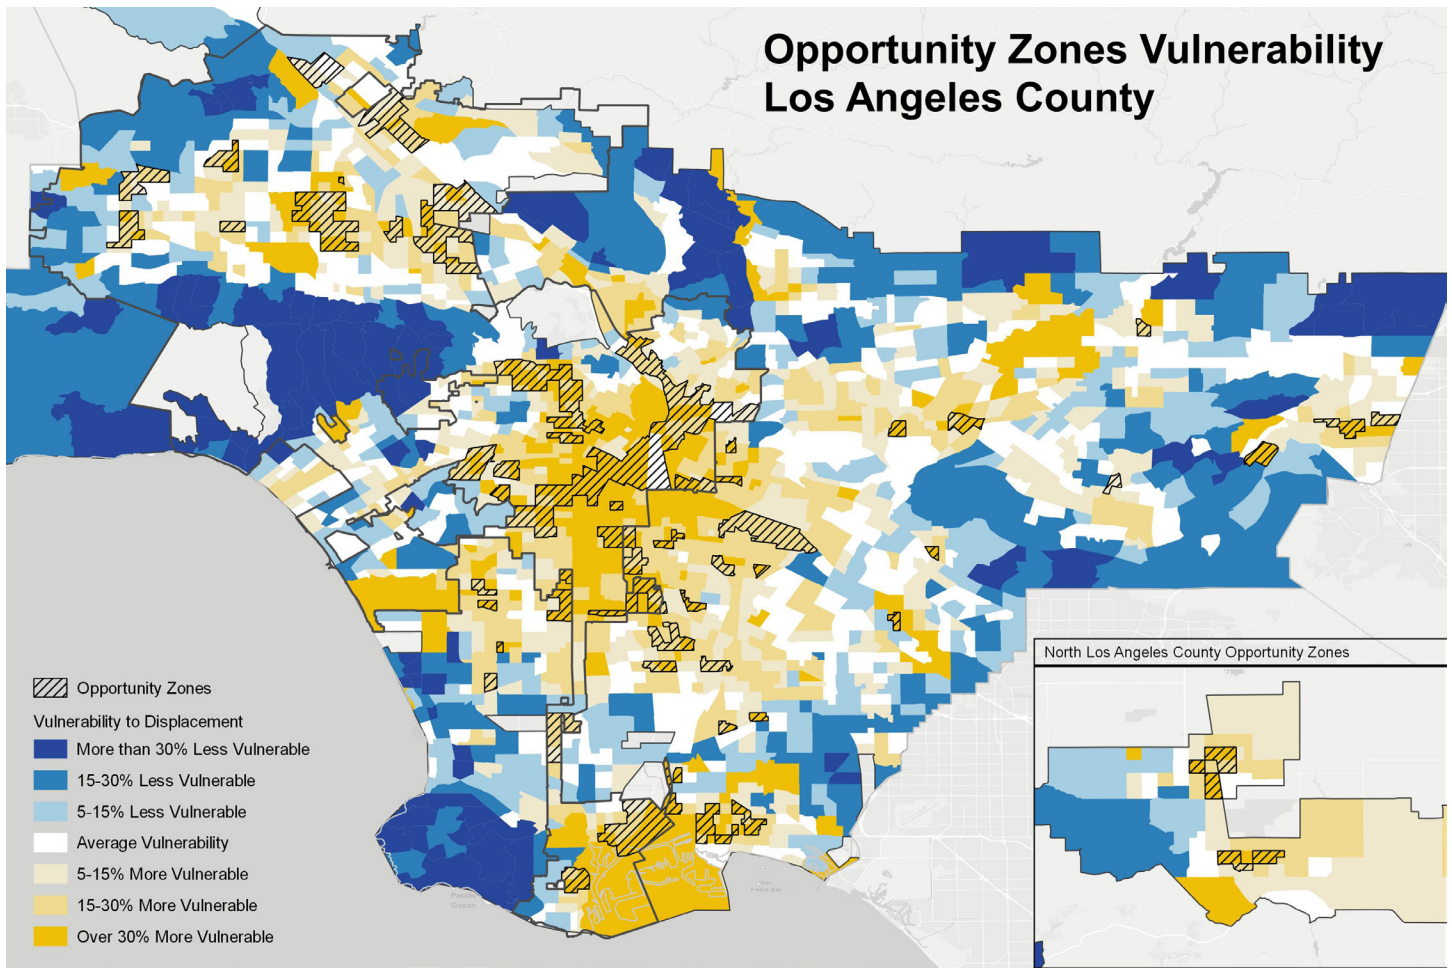 Opportunity Zones Vulnerability
Los Angeles County
Opportunity Zones
Vulnerability to Displacement
More than 30% Less Vulnerable
15-30% Less Vulnerable
5-15% Less Vulnerable
Average Vulnerability
5-15% More Vulnerable
15-30% More Vulnerable
Over 30% More Vulnerable
North Los Angeles County Opportunity Zones
Ocean